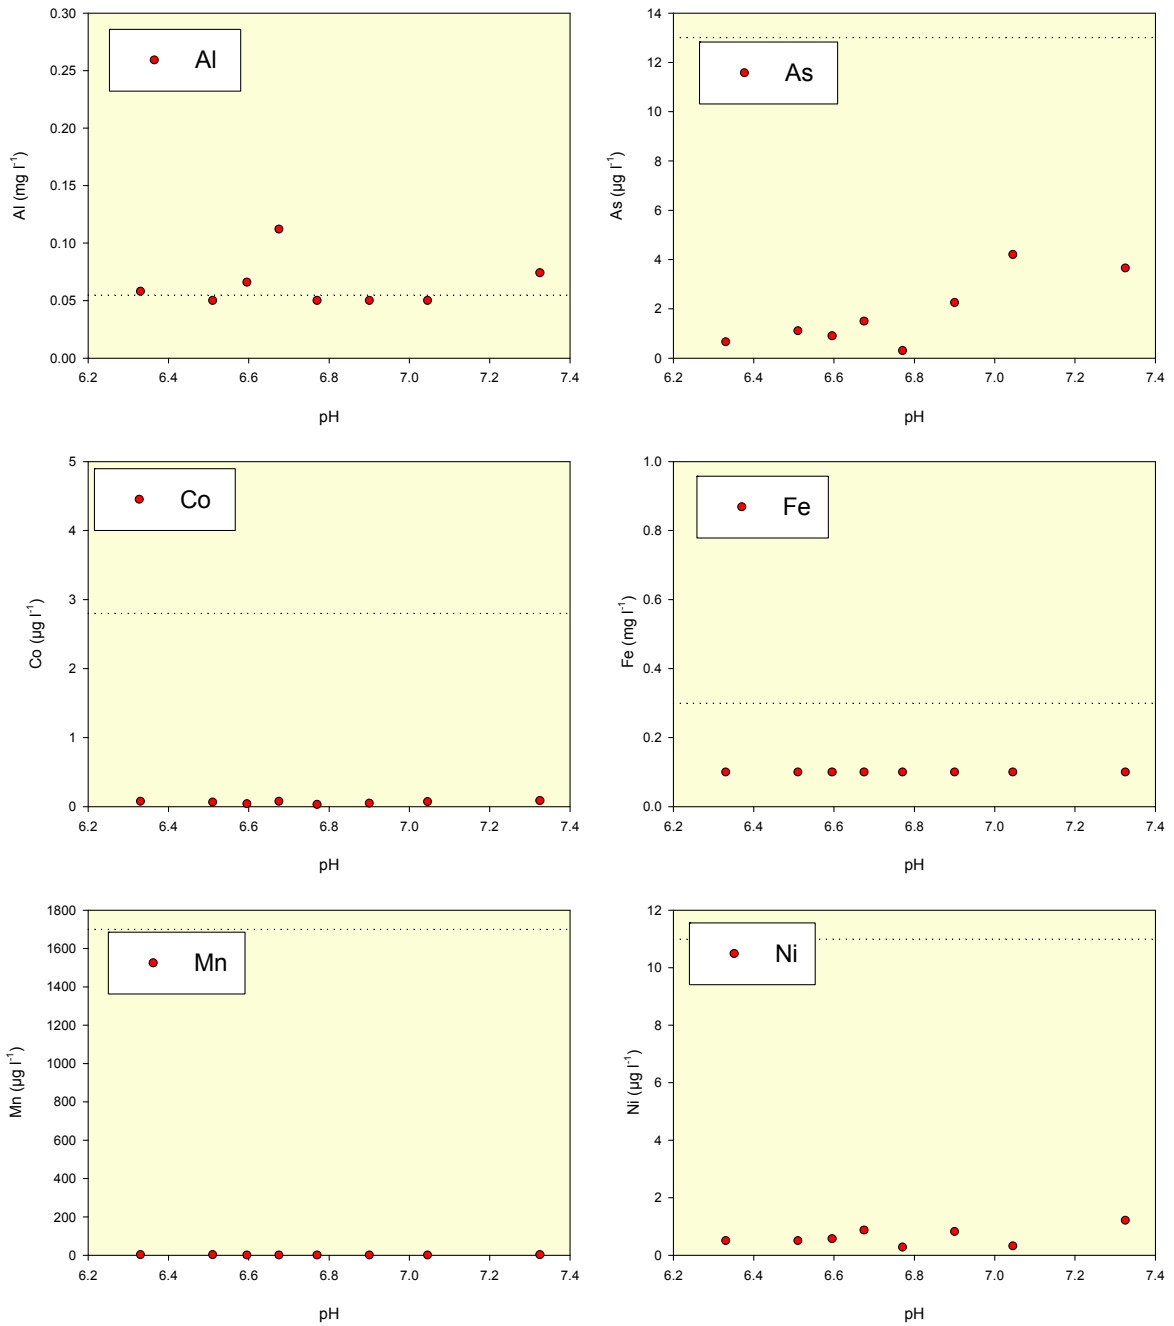 0.30
0.25
0.20
0.15
0.10
0.05
0.00
Al (mg l⁻¹)
Al
6.2 6.4 6.6 6.8 7.0 7.2 7.4
pH
14
12
10
8
6
4
2
0
As (µg l⁻¹)
As
6.2 6.4 6.6 6.8 7.0 7.2 7.4
pH
5
4
3
2
1
0
Co (µg l⁻¹)
Co
6.2 6.4 6.6 6.8 7.0 7.2 7.4
pH
1.0
0.8
0.6
0.4
0.2
0.0
Fe (mg l⁻¹)
Fe
6.2 6.4 6.6 6.8 7.0 7.2 7.4
pH
1800
1600
1400
1200
1000
800
600
400
200
0
Mn (µg l⁻¹)
Mn
6.2 6.4 6.6 6.8 7.0 7.2 7.4
pH
12
10
8
6
4
2
0
Ni (µg l⁻¹)
Ni
6.2 6.4 6.6 6.8 7.0 7.2 7.4
pH